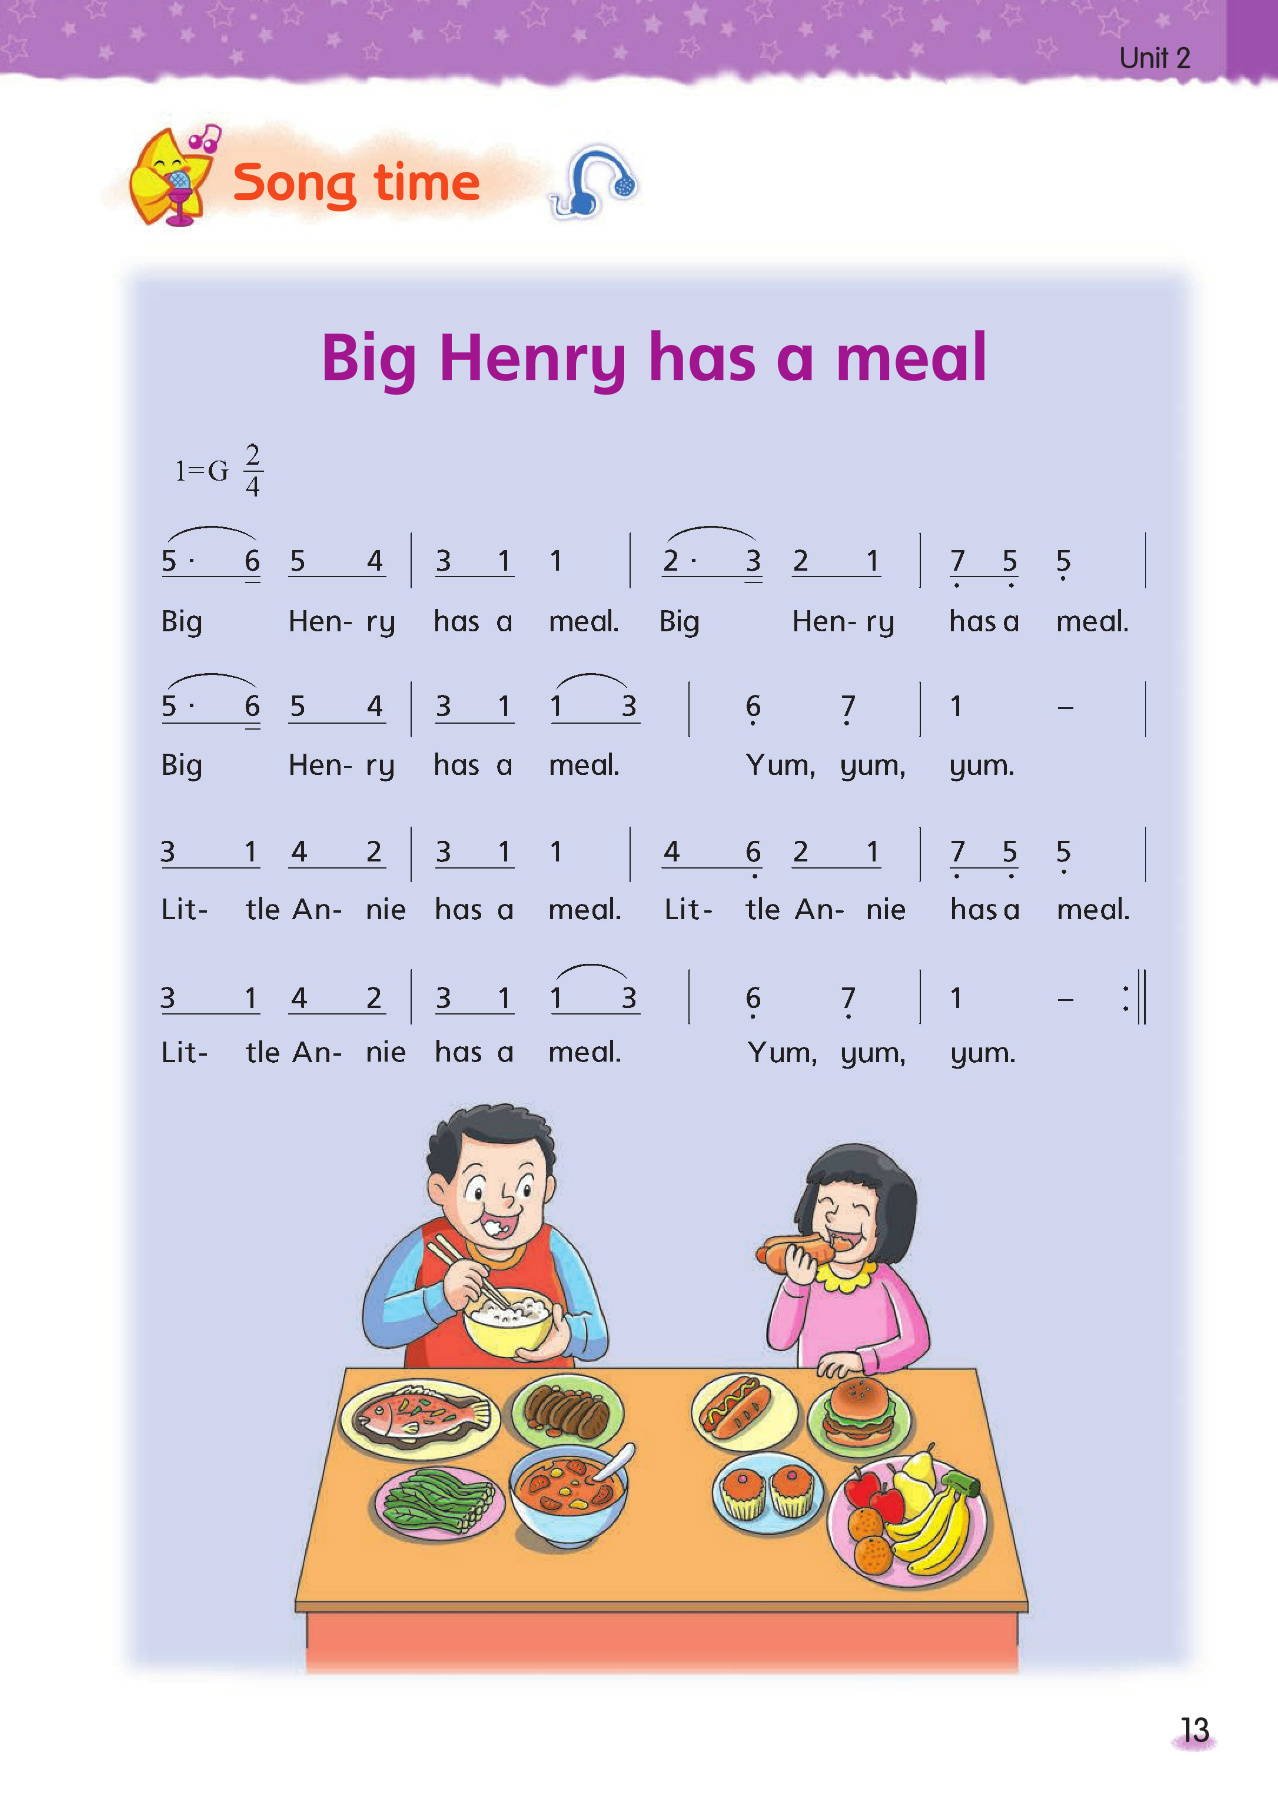 Unit 2
Song time
Big Henry has a meal
1=G 2/4
5· 6 5 4 | 3 1 1 | 2· 3 2 1 | 7 5 5 |
Big Hen- ry has a meal. Big Hen- ry has a meal.
5· 6 5 4 | 3 1 1 3 | 6 7 | 1 – |
Big Hen- ry has a meal. Yum, yum, yum.
3 1 4 2 | 3 1 1 | 4 6 2 1 | 7 5 5 |
Lit- tle An- nie has a meal. Lit- tle An- nie has a meal.
3 1 4 2 | 3 1 1 3 | 6 7 | 1 – :||
Lit- tle An- nie has a meal. Yum, yum, yum.
13